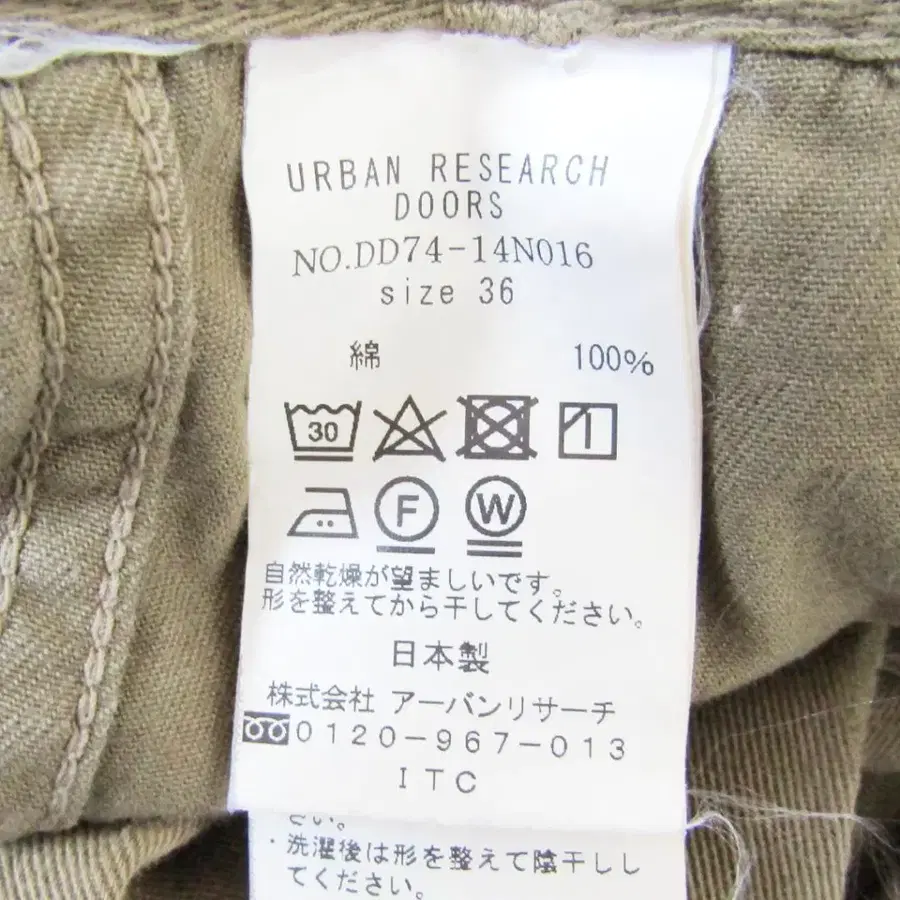 URBAN RESEARCH
DOORS
NO.DD74-14N016
size 36
綿 100%
30
F W
自然乾燥が望ましいです。
形を整えてから干してください。
日本製
株式会社 アーバンリサーチ
0120-967-013
ITC
さい。
・洗濯後は形を整えて陰干しし
てください。